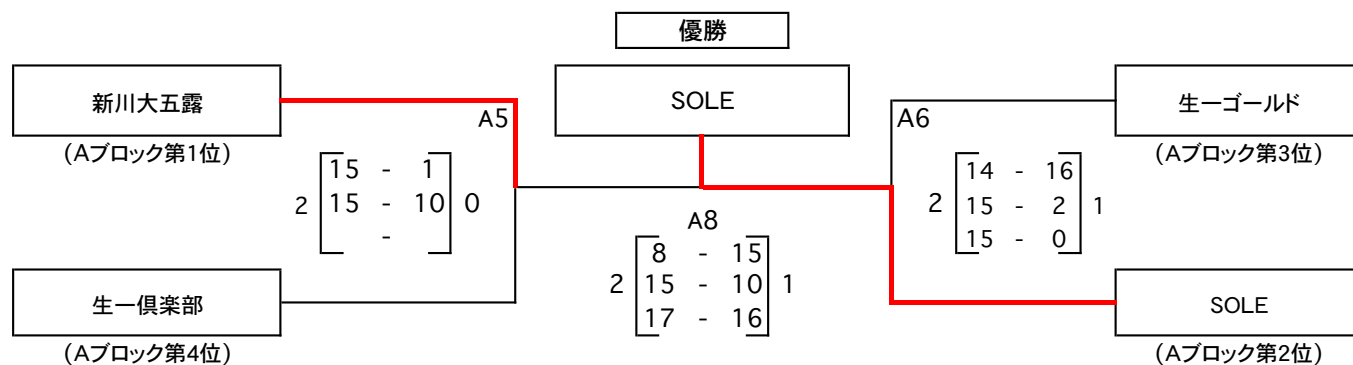 優勝
新川大五露
SOLE
生一ゴールド
A5
A6
(Aブロック第1位)
(Aブロック第3位)
15 - 1
14 - 16
2 15 - 10 0
2 15 - 2 1
-
15 - 0
A8
8 - 15
2 15 - 10 1
17 - 16
生一倶楽部
SOLE
(Aブロック第4位)
(Aブロック第2位)